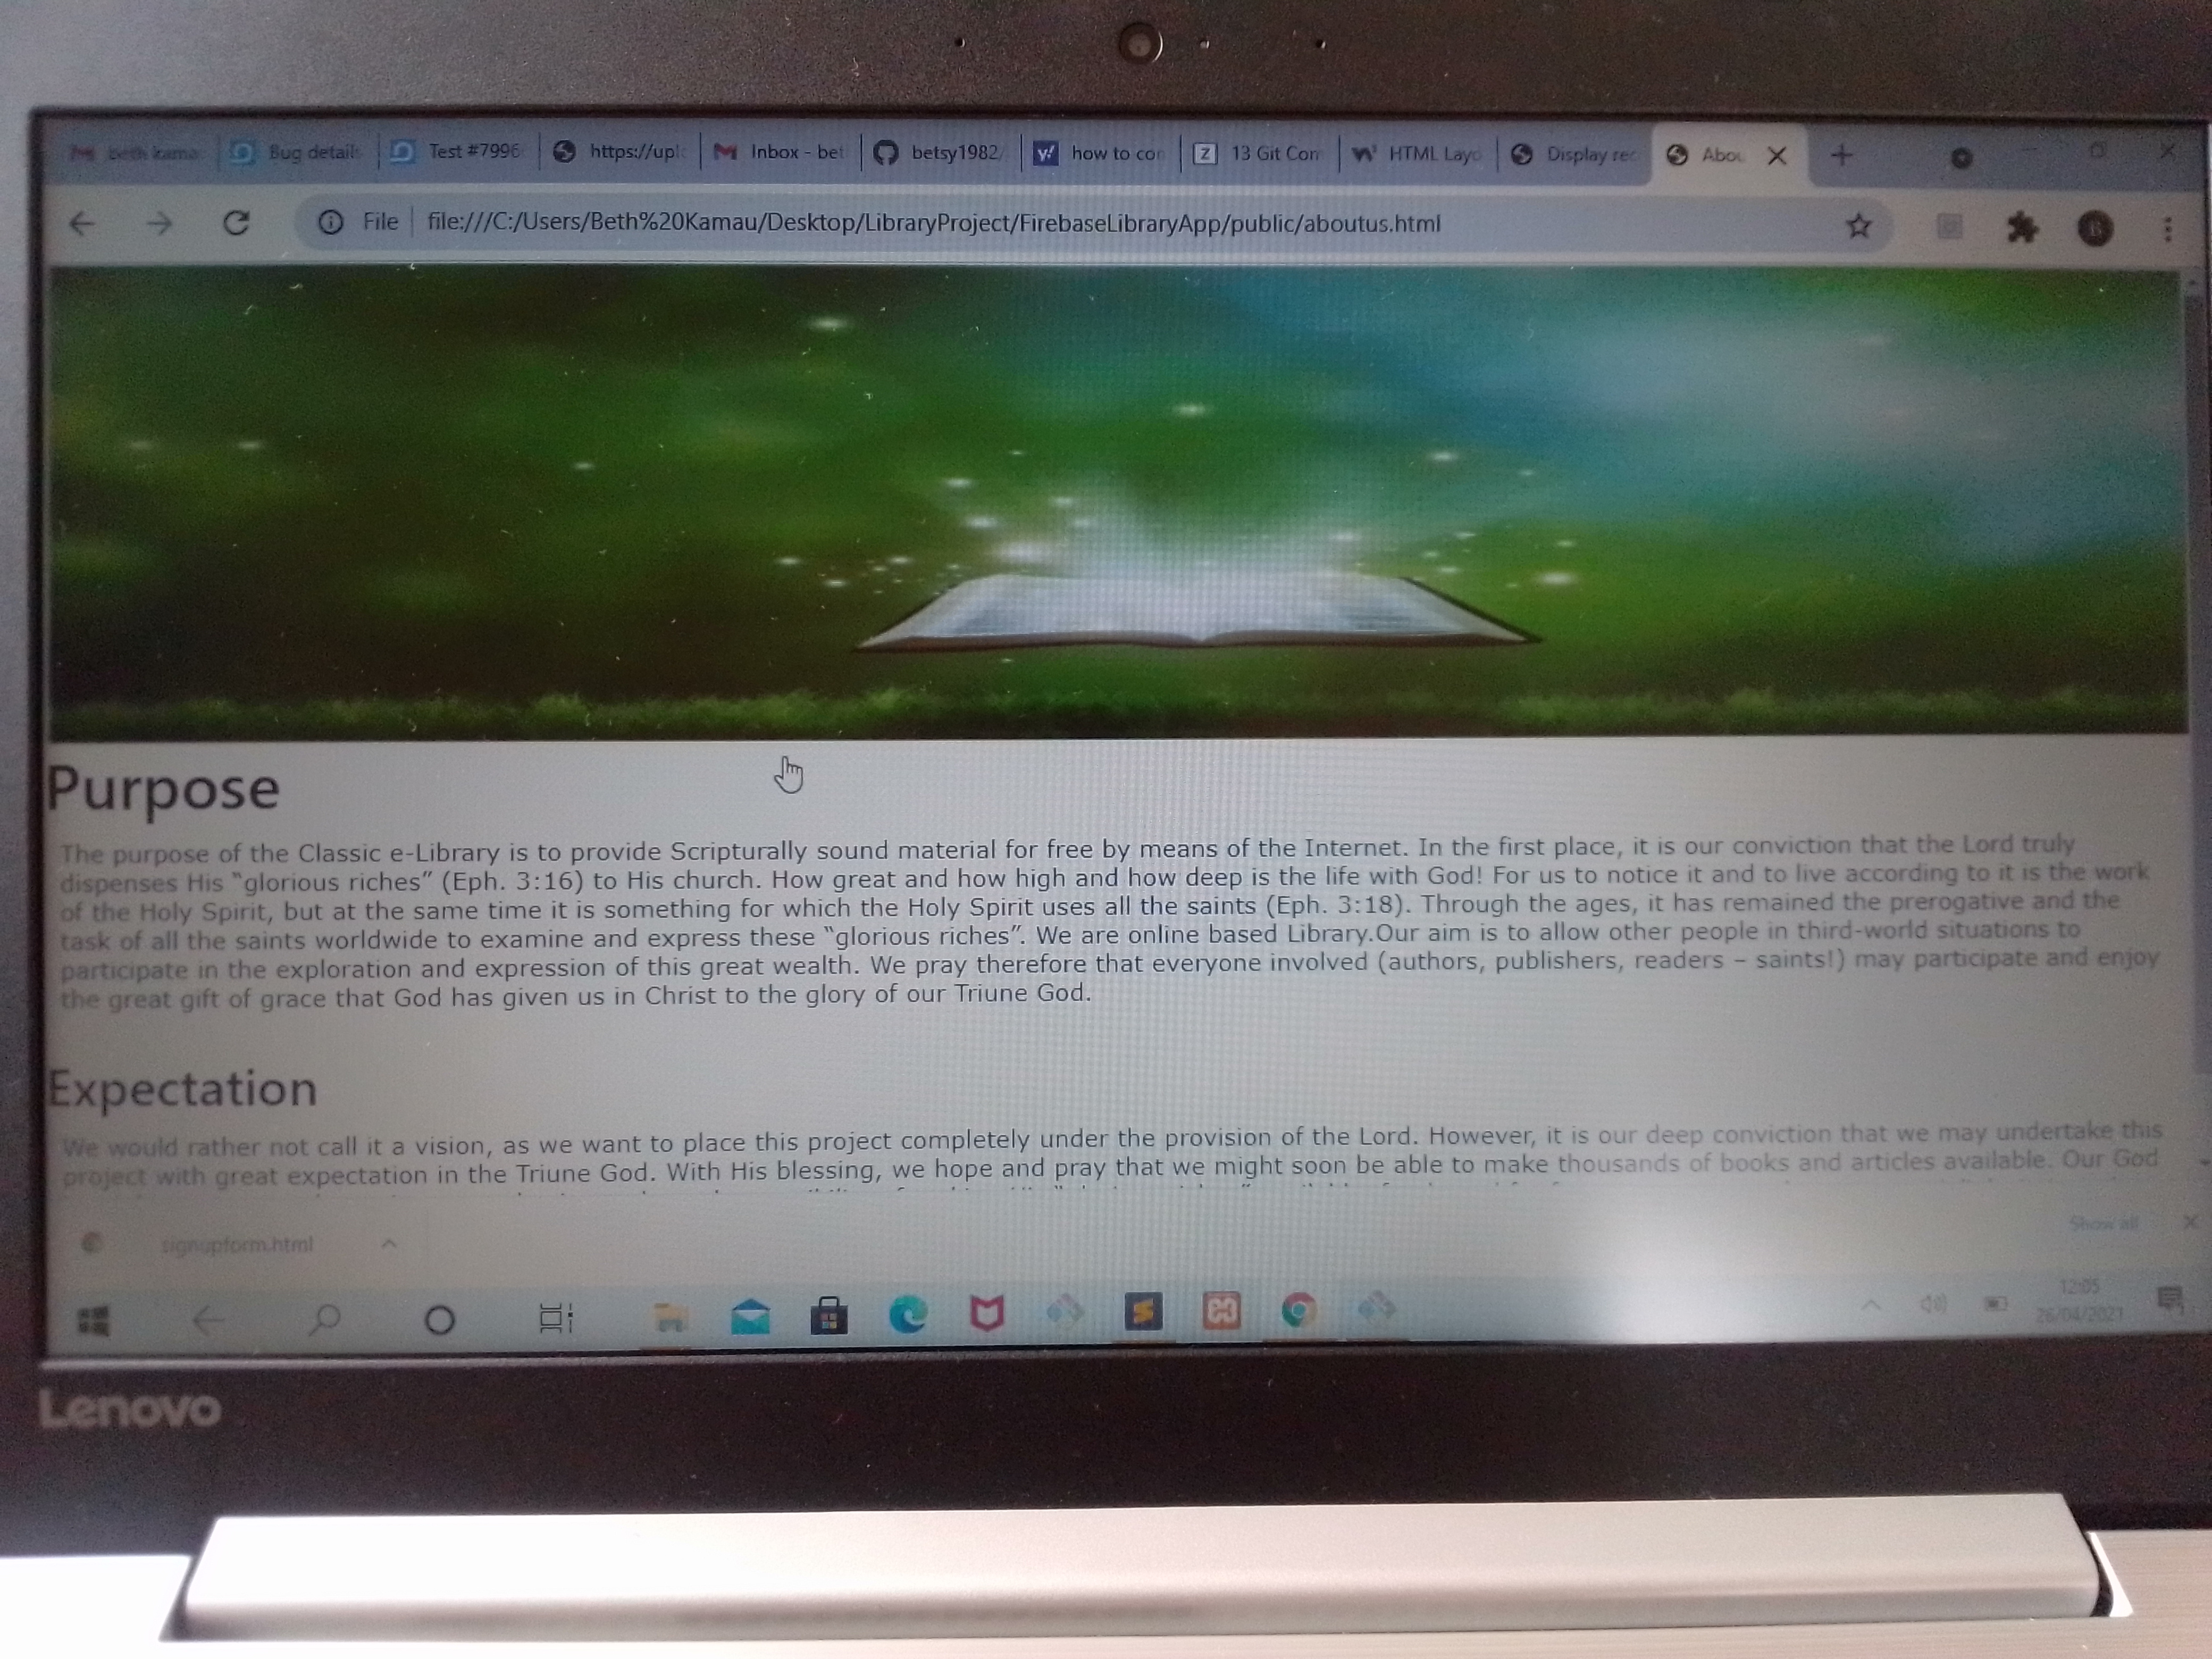 beth kama
Bug details
Test #7996
https://upl
Inbox - bet
betsy1982/
how to con
13 Git Com
HTML Layo
Display rec
Abou
File
file:///C:/Users/Beth%20Kamau/Desktop/LibraryProject/FirebaseLibraryApp/public/aboutus.html
B
Purpose
The purpose of the Classic e-Library is to provide Scripturally sound material for free by means of the Internet. In the first place, it is our conviction that the Lord truly
dispenses His “glorious riches” (Eph. 3:16) to His church. How great and how high and how deep is the life with God! For us to notice it and to live according to it is the work
of the Holy Spirit, but at the same time it is something for which the Holy Spirit uses all the saints (Eph. 3:18). Through the ages, it has remained the prerogative and the
task of all the saints worldwide to examine and express these “glorious riches”. We are online based Library.Our aim is to allow other people in third-world situations to
participate in the exploration and expression of this great wealth. We pray therefore that everyone involved (authors, publishers, readers – saints!) may participate and enjoy
the great gift of grace that God has given us in Christ to the glory of our Triune God.
Expectation
We would rather not call it a vision, as we want to place this project completely under the provision of the Lord. However, it is our deep conviction that we may undertake this
project with great expectation in the Triune God. With His blessing, we hope and pray that we might soon be able to make thousands of books and articles available. Our God
signupform.html
Show all
12:05
26/04/2021
Lenovo